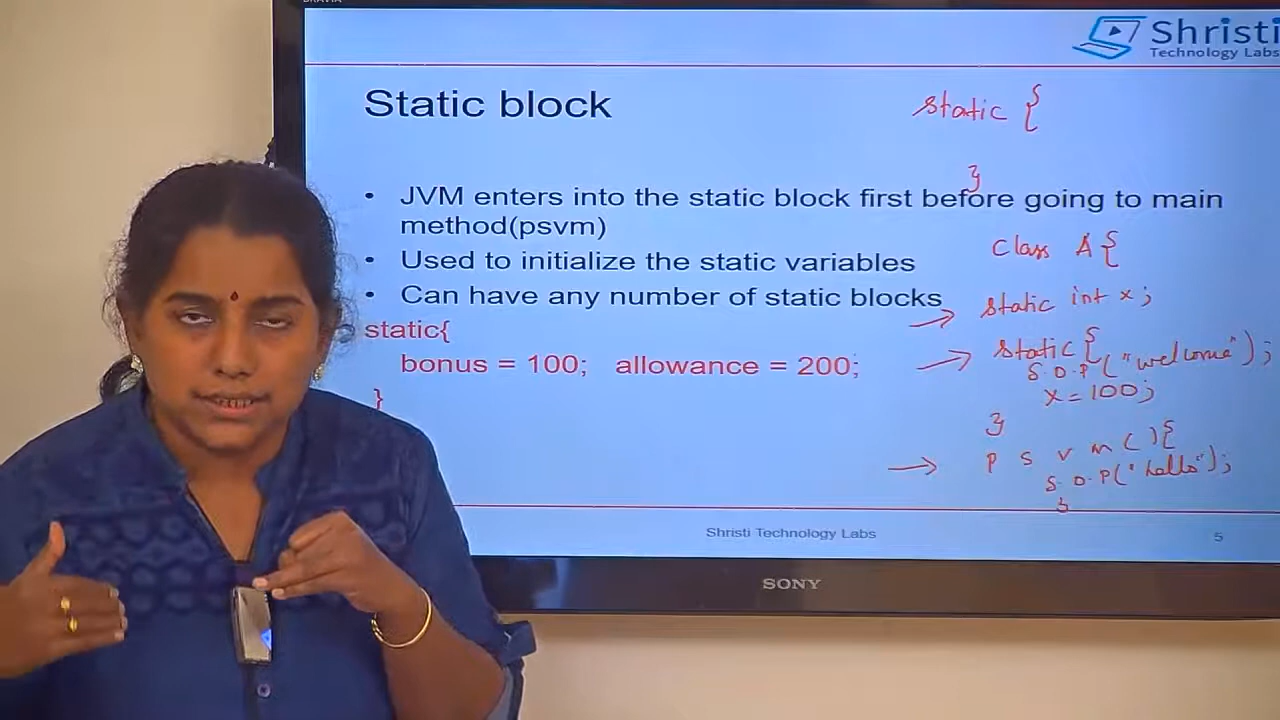 BRAVIA
Shristi
Technology Labs
Static block
static {
}
• JVM enters into the static block first before going to main
method(psvm)
• Used to initialize the static variables
• Can have any number of static blocks
static{
bonus = 100; allowance = 200;
}
class A {
→ static int x;
→ static {
S.O.P("welcome");
x = 100;
}
→ p s v m ( ) {
S.O.P("hello");
}
Shristi Technology Labs
5
SONY